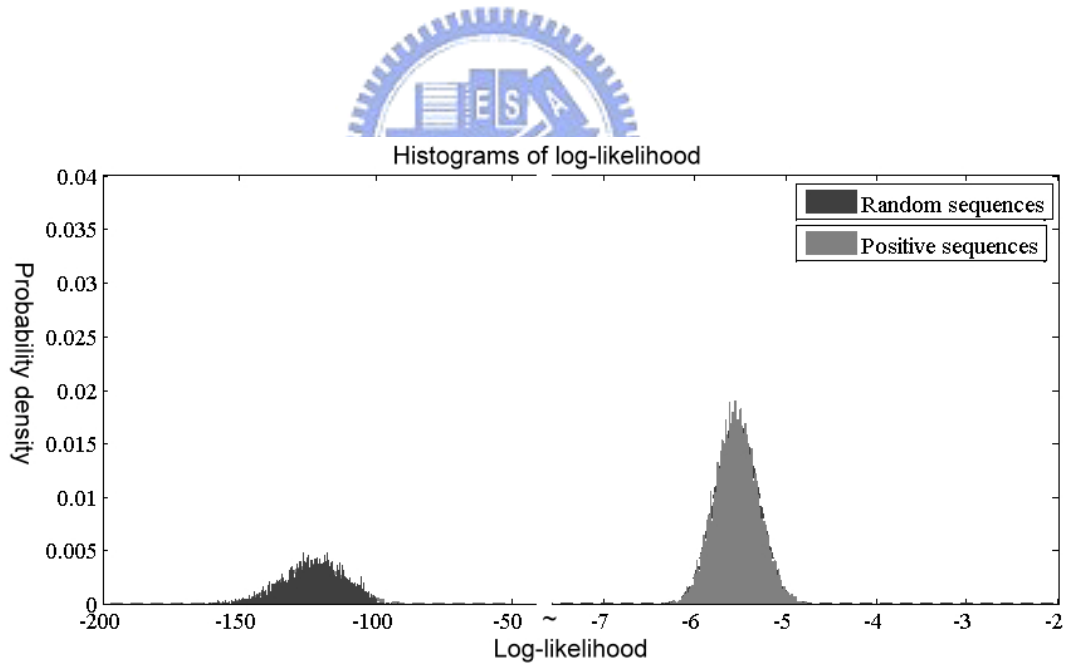 E S A
Histograms of log-likelihood
0.04
0.035
0.03
0.025
0.02
0.015
0.01
0.005
0
Probability density
Random sequences
Positive sequences
-200 -150 -100 -50 ~ -7 -6 -5 -4 -3 -2
Log-likelihood